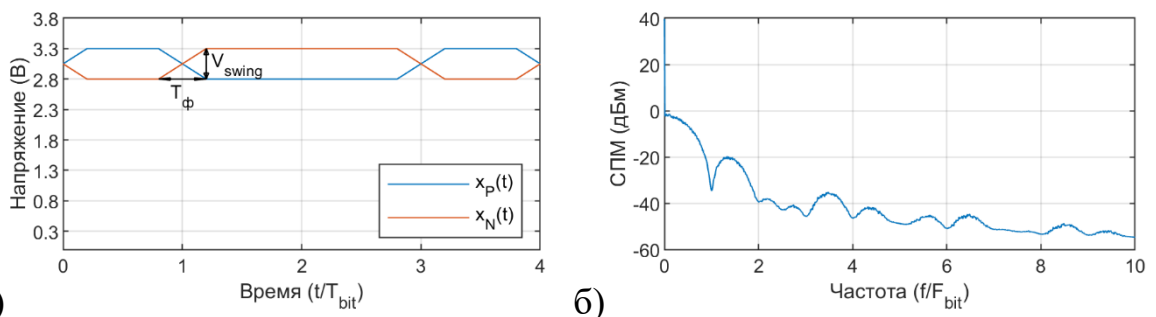 3.8
3.3
2.8
2.3
1.8
1.3
0.8
0.3
Напряжение (В)
V swing
T ф
x_P(t)
x_N(t)
0 1 2 3 4
Время (t/T_bit)
)
40
20
0
-20
-40
-60
СПМ (дБм)
0 2 4 6 8 10
Частота (f/F_bit)
б)